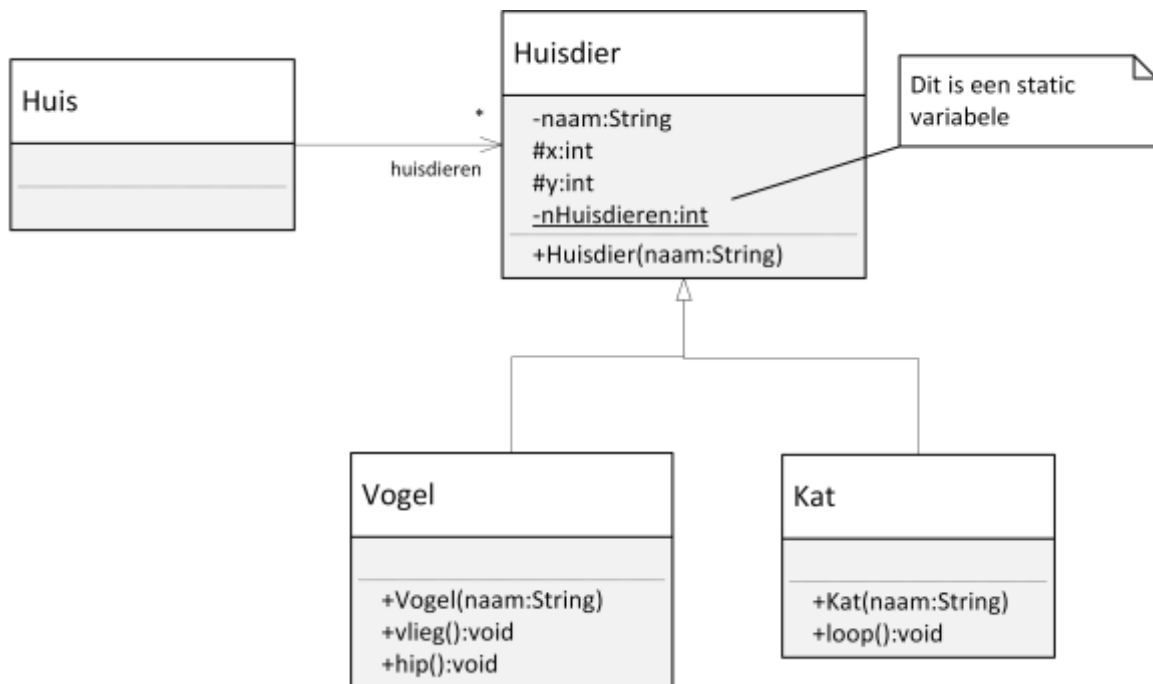 Huis
*
huisdieren
Huisdier
-naam:String
#x:int
#y:int
-nHuisdieren:int
+Huisdier(naam:String)
Dit is een static
variabele
Vogel
+Vogel(naam:String)
+vlieg():void
+hip():void
Kat
+Kat(naam:String)
+loop():void